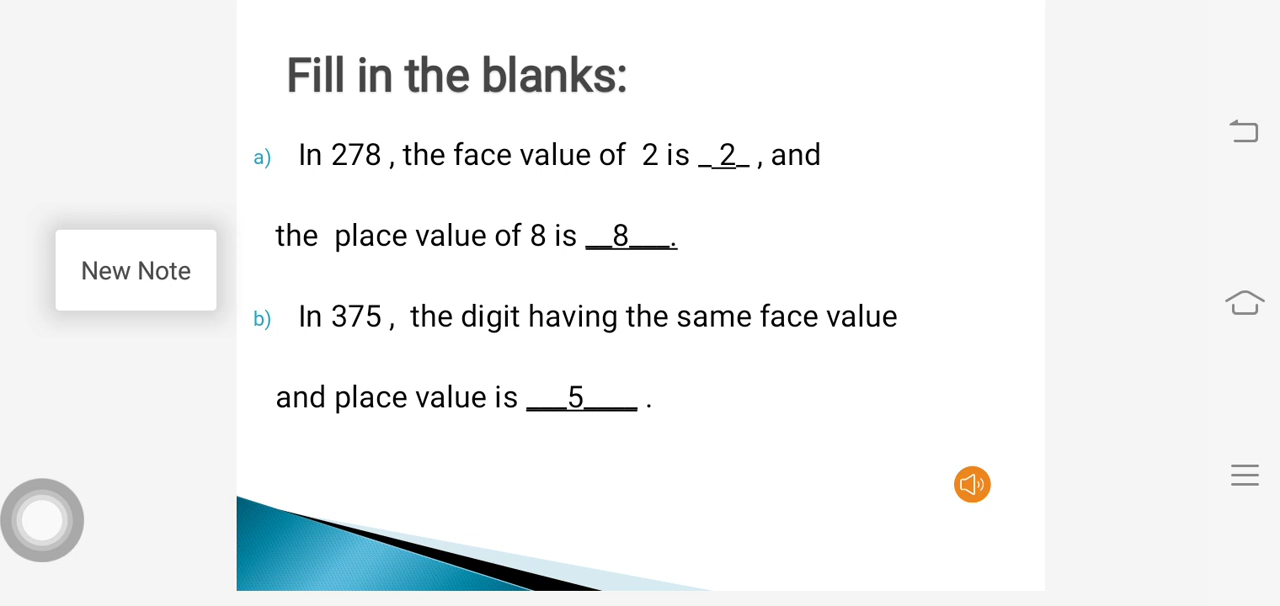 Fill in the blanks:
a) In 278 , the face value of 2 is _ 2_ , and
the place value of 8 is __8___.
New Note
b) In 375 , the digit having the same face value
and place value is ___5____ .